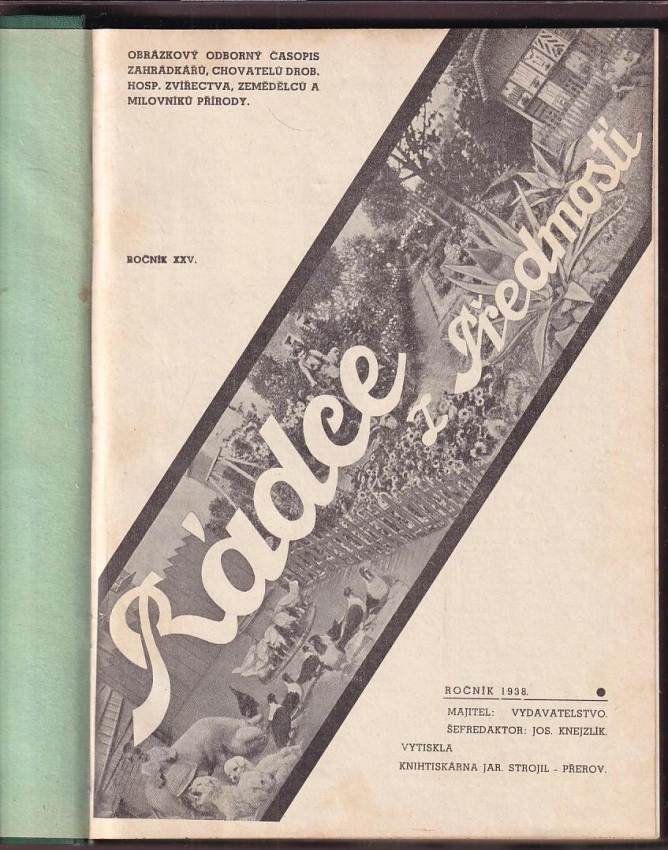 OBRÁZKOVÝ ODBORNÝ ČASOPIS
ZAHRÁDKÁŘŮ, CHOVATELŮ DROB.
HOSP. ZVÍŘECTVA, ZEMĚDĚLCŮ A
MILOVNÍKŮ PŘÍRODY.
ROČNÍK XXV.
Rádce
z Předmostí
ROČNÍK 1938.
MAJITEL: VYDAVATELSTVO.
ŠEFREDAKTOR: JOS. KNEJZLÍK.
VYTISKLA
KNIHTISKÁRNA JAR. STROJIL - PŘEROV.